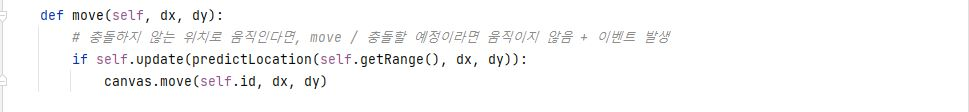 def move(self, dx, dy):
# 충돌하지 않는 위치로 움직인다면, move / 충돌할 예정이라면 움직이지 않음 + 이벤트 발생
if self.update(predictLocation(self.getRange(), dx, dy)):
canvas.move(self.id, dx, dy)